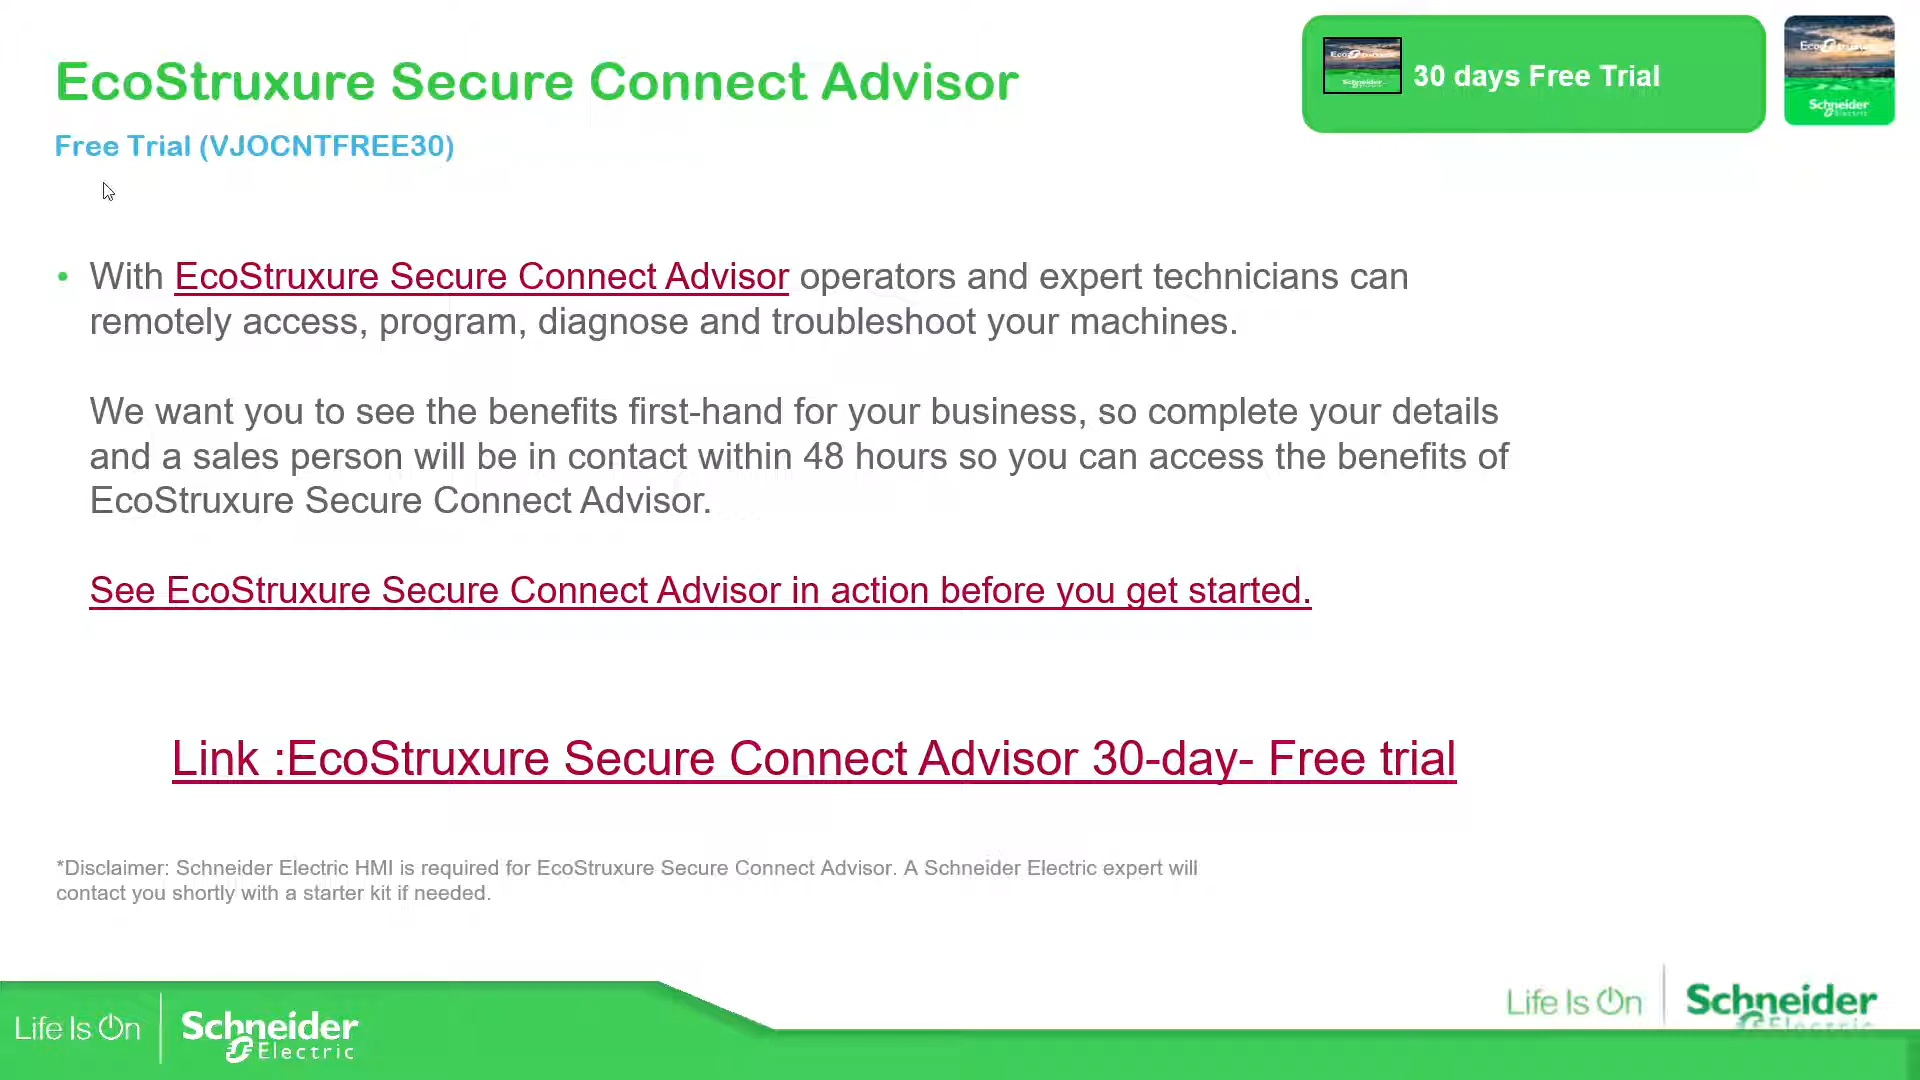 EcoStruxure Secure Connect Advisor
Free Trial (VJOCNTFREE30)
30 days Free Trial
Schneider
Electric
• With EcoStruxure Secure Connect Advisor operators and expert technicians can
remotely access, program, diagnose and troubleshoot your machines.
We want you to see the benefits first-hand for your business, so complete your details
and a sales person will be in contact within 48 hours so you can access the benefits of
EcoStruxure Secure Connect Advisor.
See EcoStruxure Secure Connect Advisor in action before you get started.
Link :EcoStruxure Secure Connect Advisor 30-day- Free trial
*Disclaimer: Schneider Electric HMI is required for EcoStruxure Secure Connect Advisor. A Schneider Electric expert will
contact you shortly with a starter kit if needed.
Life Is On
Schneider
Electric
Life Is On
Schneider
Electric